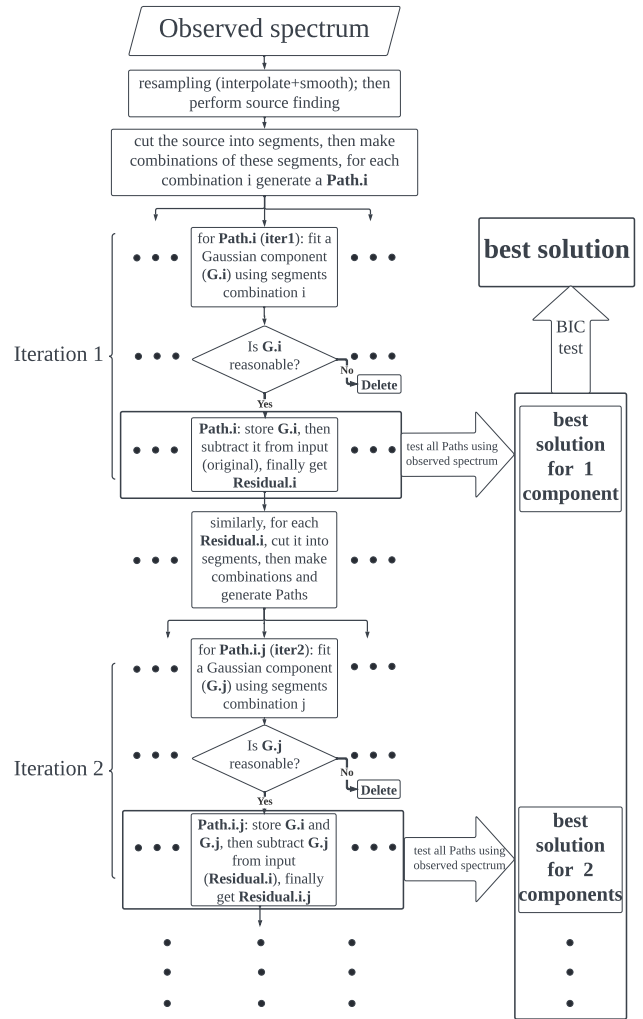 Observed spectrum
resampling (interpolate+smooth); then
perform source finding
cut the source into segments, then make
combinations of these segments, for each
combination i generate a Path.i
Iteration 1
for Path.i (iter1): fit a
Gaussian component
(G.i) using segments
combination i
Is G.i
reasonable?
No
Delete
Yes
Path.i: store G.i, then
subtract it from input
(original), finally get
Residual.i
test all Paths using
observed spectrum
best
solution
for 1
component
BIC
test
best solution
similarly, for each
Residual.i, cut it into
segments, then make
combinations and
generate Paths
Iteration 2
for Path.i.j (iter2): fit
a Gaussian component
(G.j) using segments
combination j
Is G.j
reasonable?
No
Delete
Yes
Path.i.j: store G.i and
G.j, then subtract G.j
from input
(Residual.i), finally
get Residual.i.j
test all Paths using
observed spectrum
best
solution
for 2
components